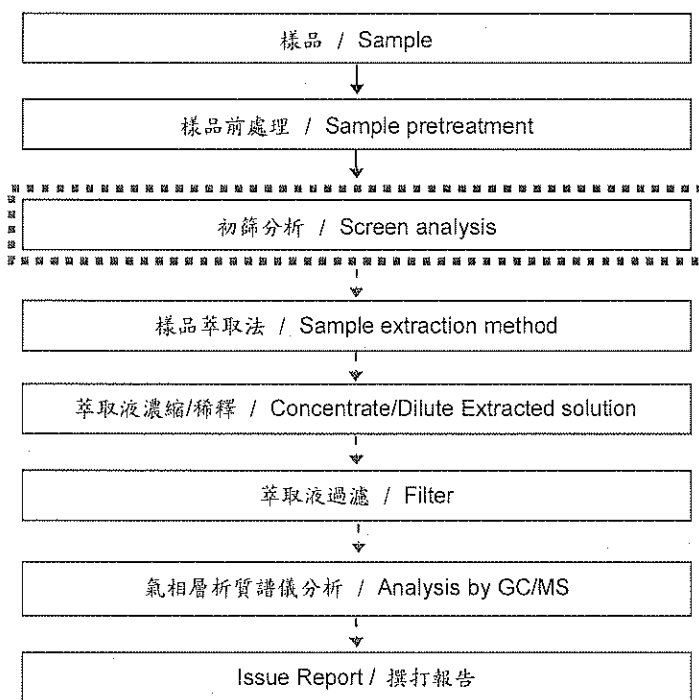 樣品 / Sample
樣品前處理 / Sample pretreatment
初篩分析 / Screen analysis
樣品萃取法 / Sample extraction method
萃取液濃縮/稀釋 / Concentrate/Dilute Extracted solution
萃取液過濾 / Filter
氣相層析質譜儀分析 / Analysis by GC/MS
Issue Report / 撰打報告